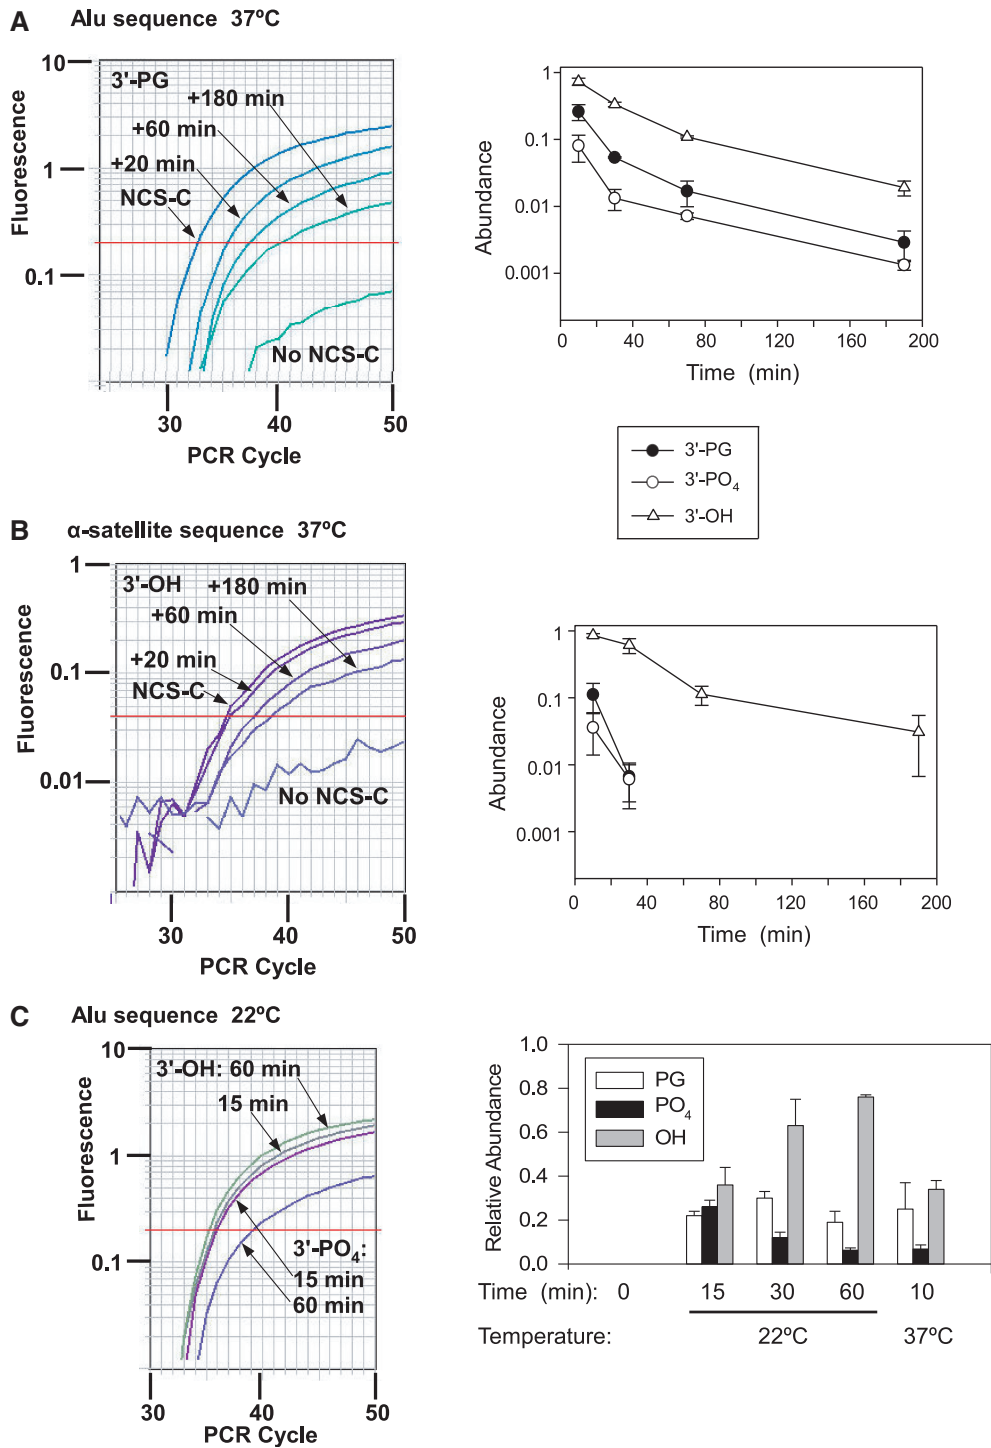 A
Alu sequence 37ºC
10
1
0.1
Fluorescence
3'-PG
+180 min
+60 min
+20 min
NCS-C
No NCS-C
30
40
50
PCR Cycle
1
0.1
0.01
0.001
Abundance
0
40
80
120
160
200
Time (min)
3'-PG
3'-PO4
3'-OH
B
α-satellite sequence 37ºC
1
0.1
0.01
Fluorescence
3'-OH
+180 min
+60 min
+20 min
NCS-C
No NCS-C
30
40
50
PCR Cycle
1
0.1
0.01
0.001
Abundance
0
40
80
120
160
200
Time (min)
C
Alu sequence 22ºC
10
1
0.1
Fluorescence
3'-OH: 60 min
15 min
3'-PO4:
15 min
60 min
30
40
50
PCR Cycle
1.0
0.8
0.6
0.4
0.2
0.0
Relative Abundance
PG
PO4
OH
Time (min): 0 15 30 60 10
Temperature: 22ºC 37ºC